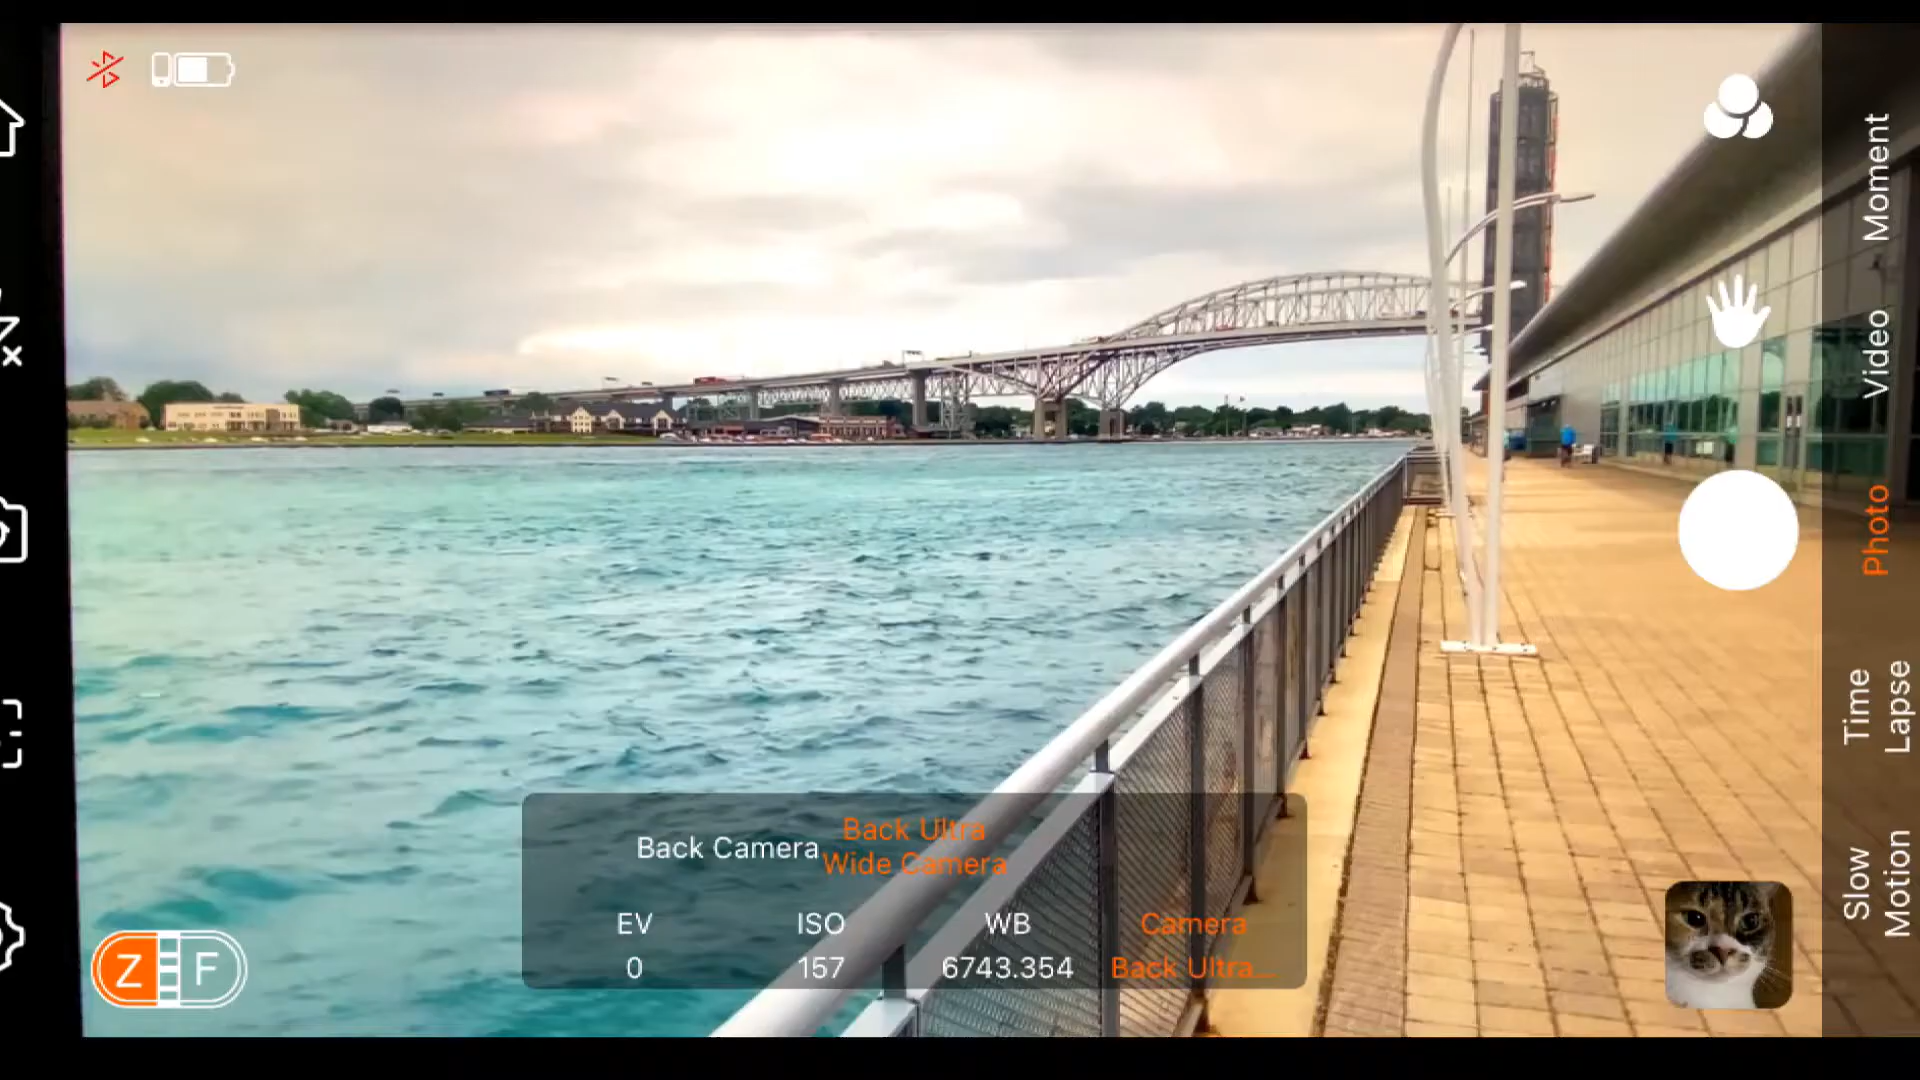 Moment
Video
Photo
Time
Lapse
Slow
Motion
Back Camera
Back Ultra
Wide Camera
EV
ISO
WB
Camera
0
157
6743.354
Back Ultra...
Z
F